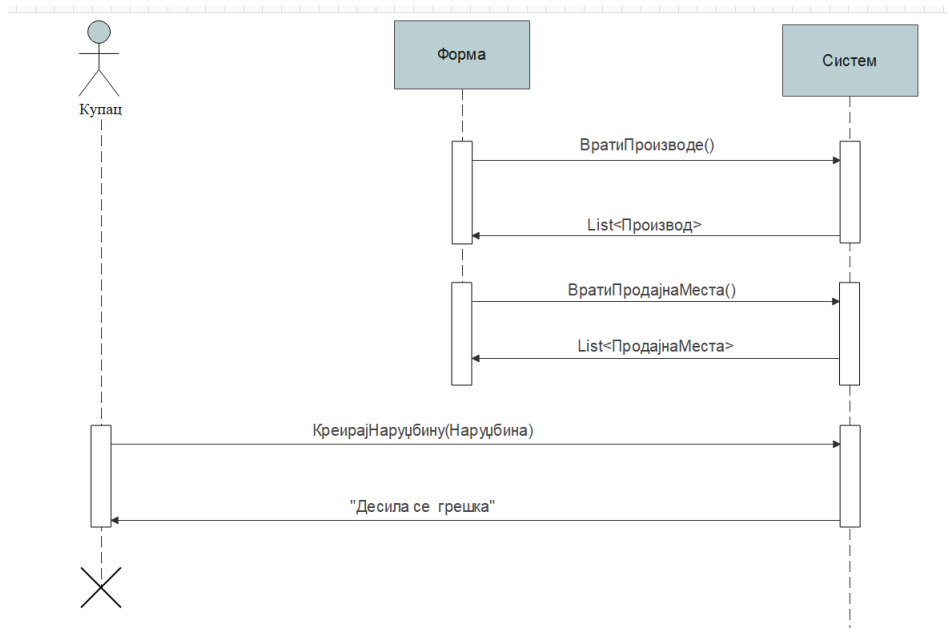 Форма
Систем
Купац
ВратиПроизводе()
List<Производ>
ВратиПродајнаМеста()
List<ПродајнаМеста>
КреирајНаруџбину(Наруџбина)
"Десила се грешка"